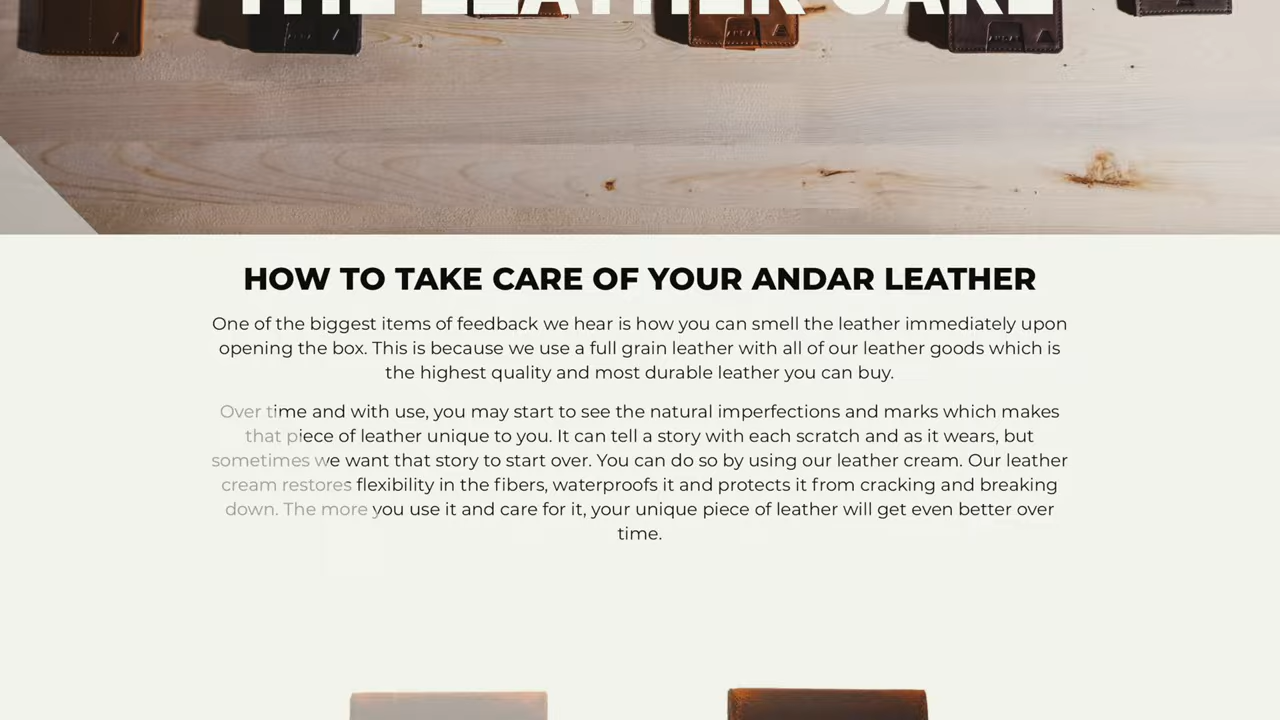 THE LEATHER CARE
HOW TO TAKE CARE OF YOUR ANDAR LEATHER
One of the biggest items of feedback we hear is how you can smell the leather immediately upon
opening the box. This is because we use a full grain leather with all of our leather goods which is
the highest quality and most durable leather you can buy.
Over time and with use, you may start to see the natural imperfections and marks which makes
that piece of leather unique to you. It can tell a story with each scratch and as it wears, but
sometimes we want that story to start over. You can do so by using our leather cream. Our leather
cream restores flexibility in the fibers, waterproofs it and protects it from cracking and breaking
down. The more you use it and care for it, your unique piece of leather will get even better over
time.